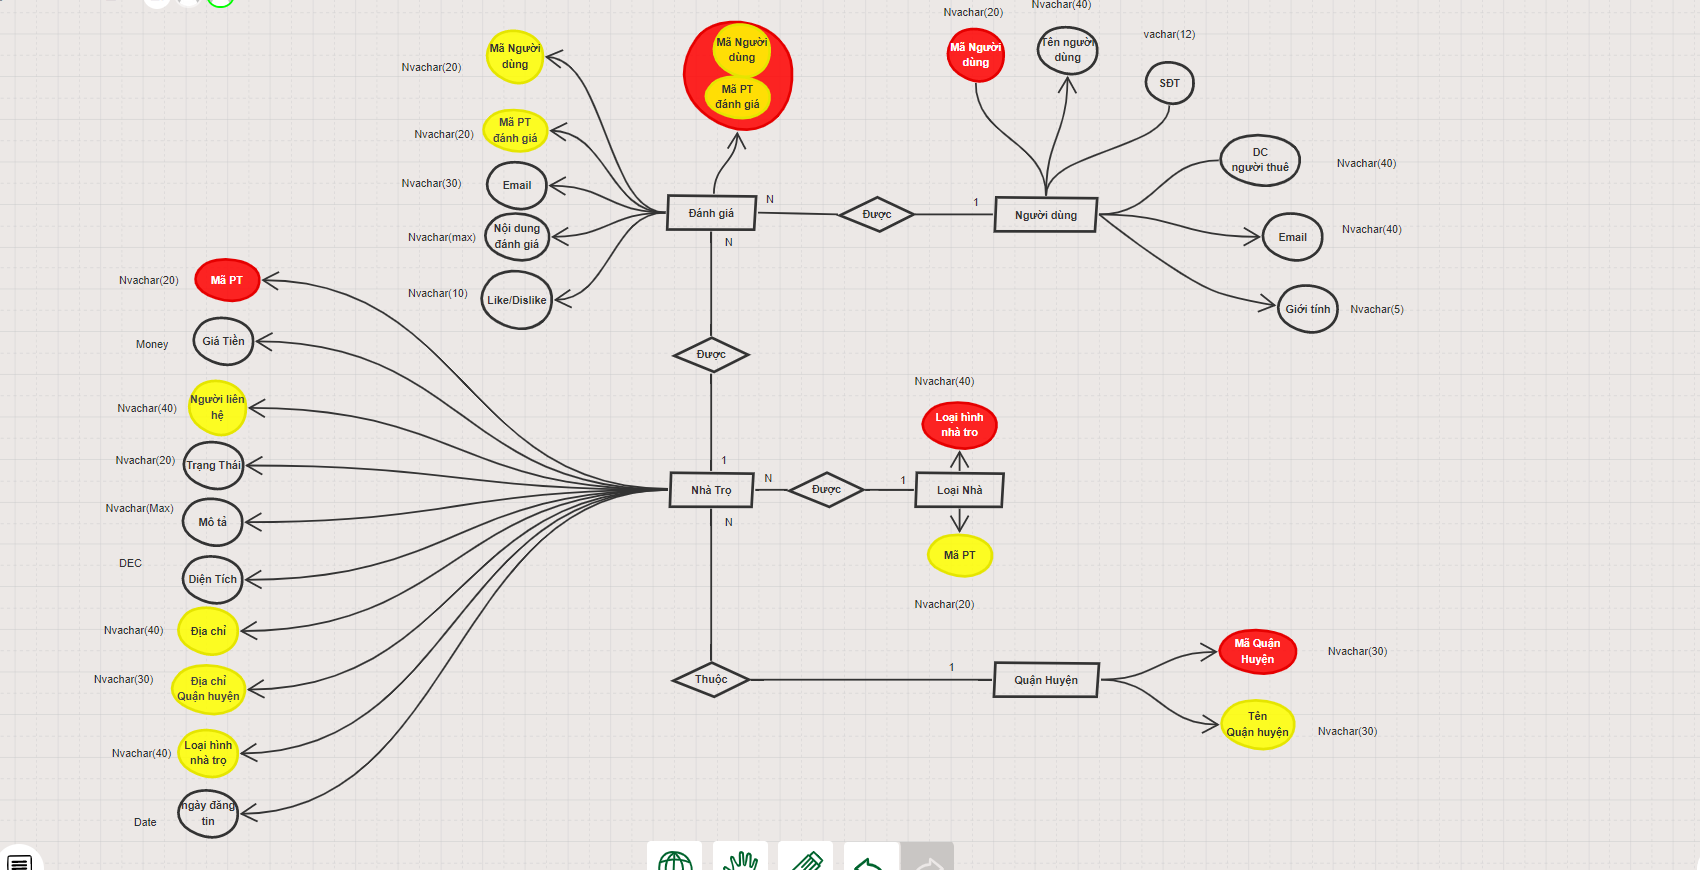 Nvachar(20)
Nvachar(40)
vachar(12)
Mã Người
dùng
Tên người
dùng
SĐT
DC
người thuê
Nvachar(40)
Email
Nvachar(40)
Giới tính
Nvachar(5)
Người dùng
1
Được
N
Đánh giá
N
Mã Người
dùng
Mã PT
đánh giá
Nvachar(20)
Mã Người
dùng
Nvachar(20)
Mã PT
đánh giá
Nvachar(30)
Email
Nvachar(max)
Nội dung
đánh giá
Nvachar(10)
Like/Dislike
Được
1
Nvachar(20)
Mã PT
Money
Giá Tiền
Nvachar(40)
Người liên
hệ
Nvachar(20)
Trạng Thái
Nvachar(Max)
Mô tả
DEC
Diện Tích
Nvachar(40)
Địa chỉ
Nvachar(30)
Địa chỉ
Quận huyện
Nvachar(40)
Loại hình
nhà trọ
Date
ngày đăng
tin
Nhà Trọ
N
Được
1
Loại Nhà
Nvachar(40)
Loại hình
nhà tro
Mã PT
Nvachar(20)
N
Thuộc
1
Quận Huyện
Mã Quận
Huyện
Nvachar(30)
Tên
Quận huyện
Nvachar(30)